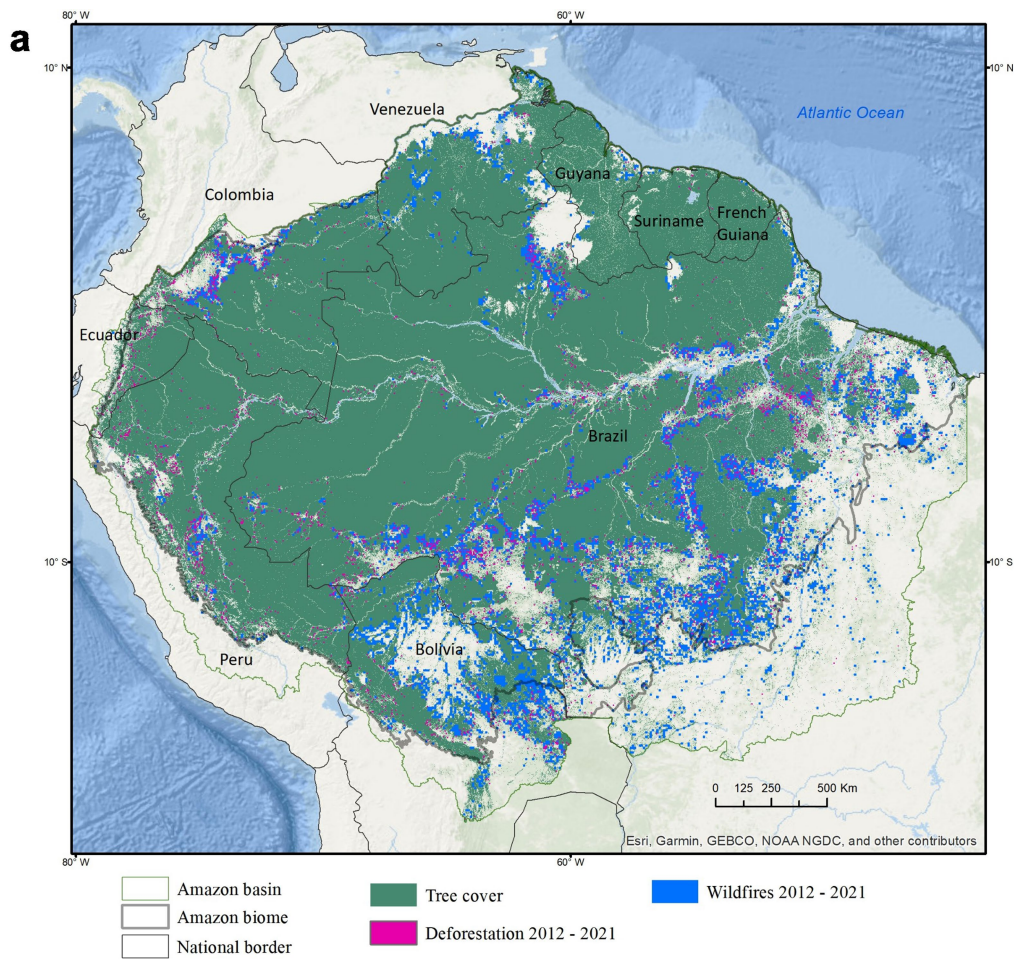 a
80° W
60° W
10° N
10° N
Venezuela
Atlantic Ocean
Guyana
Colombia
Suriname
French
Guiana
Ecuador
Brazil
10° S
10° S
Bolivia
Peru
0 125 250 500 Km
Esri, Garmin, GEBCO, NOAA NGDC, and other contributors
80° W
60° W
Amazon basin
Tree cover
Wildfires 2012 - 2021
Amazon biome
Deforestation 2012 - 2021
National border